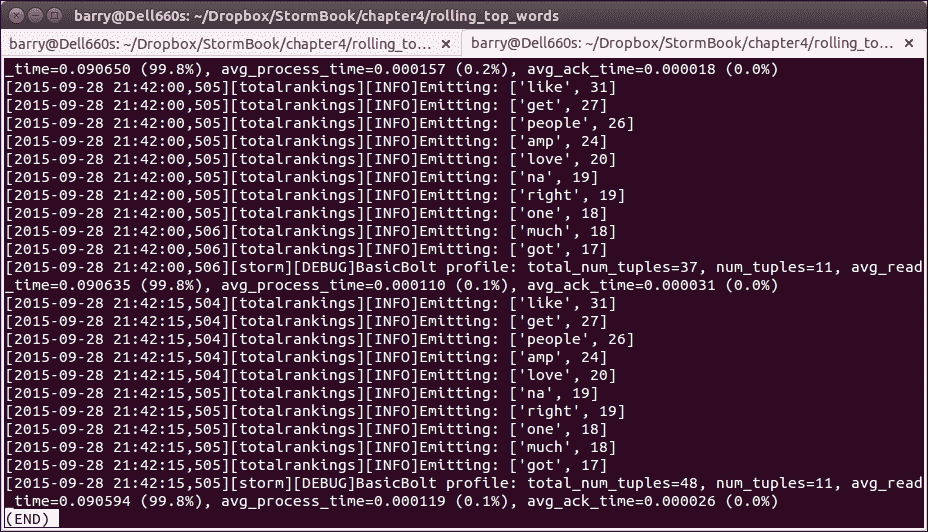 barry@Dell660s: ~/Dropbox/StormBook/chapter4/rolling_top_words
barry@Dell660s: ~/Dropbox/StormBook/chapter4/rolling_to... × barry@Dell660s: ~/Dropbox/StormBook/chapter4/rolling_to... ×
_time=0.090650 (99.8%), avg_process_time=0.000157 (0.2%), avg_ack_time=0.000018 (0.0%)
[2015-09-28 21:42:00,505][totalrankings][INFO]Emitting: ['like', 31]
[2015-09-28 21:42:00,505][totalrankings][INFO]Emitting: ['get', 27]
[2015-09-28 21:42:00,505][totalrankings][INFO]Emitting: ['people', 26]
[2015-09-28 21:42:00,505][totalrankings][INFO]Emitting: ['amp', 24]
[2015-09-28 21:42:00,505][totalrankings][INFO]Emitting: ['love', 20]
[2015-09-28 21:42:00,505][totalrankings][INFO]Emitting: ['na', 19]
[2015-09-28 21:42:00,505][totalrankings][INFO]Emitting: ['right', 19]
[2015-09-28 21:42:00,505][totalrankings][INFO]Emitting: ['one', 18]
[2015-09-28 21:42:00,506][totalrankings][INFO]Emitting: ['much', 18]
[2015-09-28 21:42:00,506][totalrankings][INFO]Emitting: ['got', 17]
[2015-09-28 21:42:00,506][storm][DEBUG]BasicBolt profile: total_num_tuples=37, num_tuples=11, avg_read
_time=0.090635 (99.8%), avg_process_time=0.000110 (0.1%), avg_ack_time=0.000031 (0.0%)
[2015-09-28 21:42:15,504][totalrankings][INFO]Emitting: ['like', 31]
[2015-09-28 21:42:15,504][totalrankings][INFO]Emitting: ['get', 27]
[2015-09-28 21:42:15,504][totalrankings][INFO]Emitting: ['people', 26]
[2015-09-28 21:42:15,504][totalrankings][INFO]Emitting: ['amp', 24]
[2015-09-28 21:42:15,504][totalrankings][INFO]Emitting: ['love', 20]
[2015-09-28 21:42:15,505][totalrankings][INFO]Emitting: ['na', 19]
[2015-09-28 21:42:15,505][totalrankings][INFO]Emitting: ['right', 19]
[2015-09-28 21:42:15,505][totalrankings][INFO]Emitting: ['one', 18]
[2015-09-28 21:42:15,505][totalrankings][INFO]Emitting: ['much', 18]
[2015-09-28 21:42:15,505][totalrankings][INFO]Emitting: ['got', 17]
[2015-09-28 21:42:15,505][storm][DEBUG]BasicBolt profile: total_num_tuples=48, num_tuples=11, avg_read
_time=0.090594 (99.8%), avg_process_time=0.000119 (0.1%), avg_ack_time=0.000026 (0.0%)
(END)